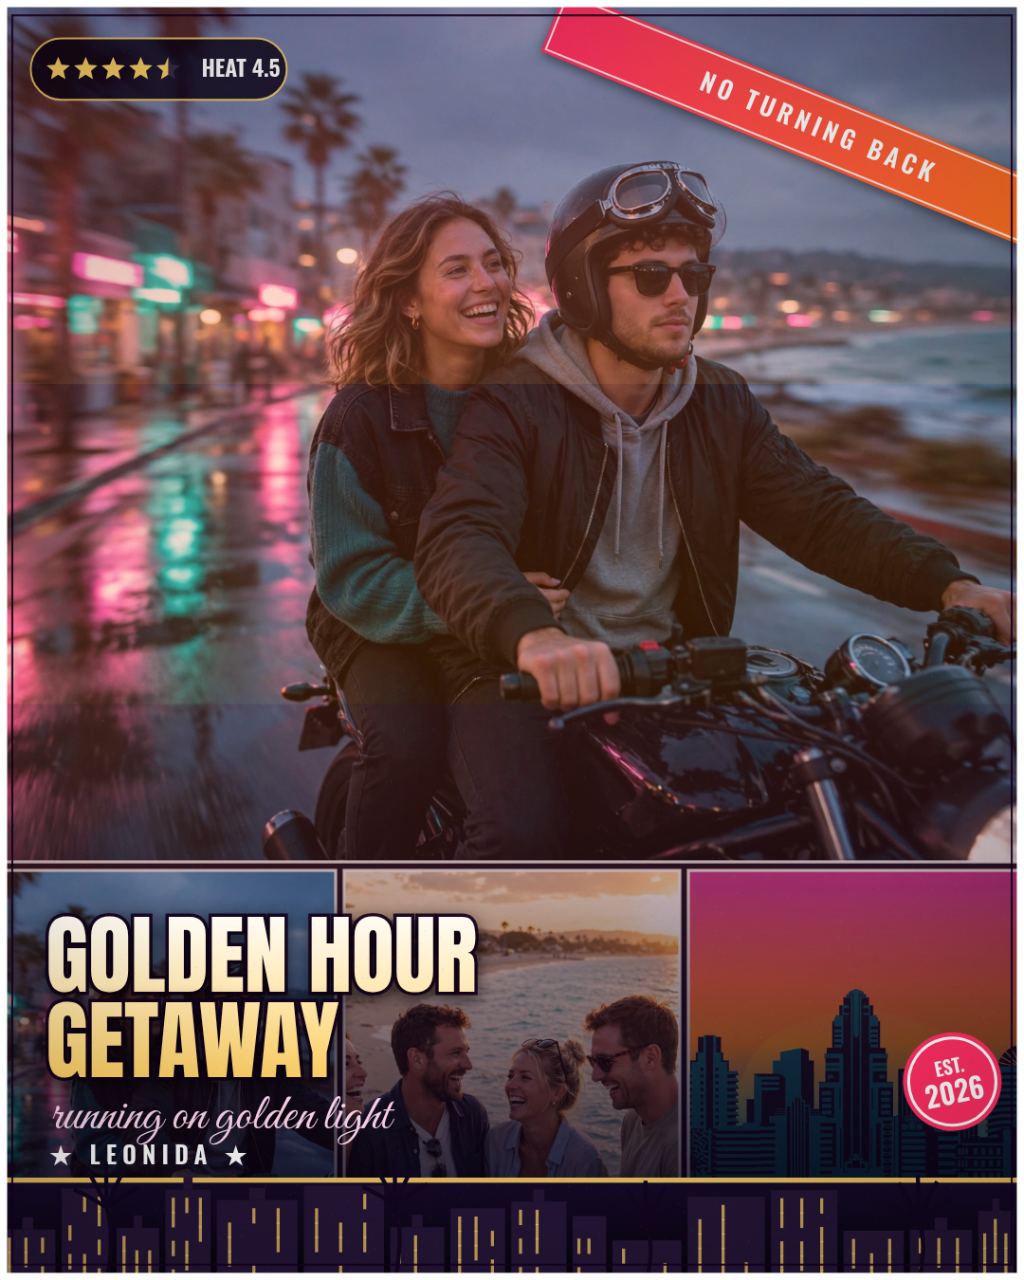 HEAT 4.5
NO TURNING BACK
GOLDEN HOUR
GETAWAY
running on golden light
★ LEONIDA ★
EST.
2026